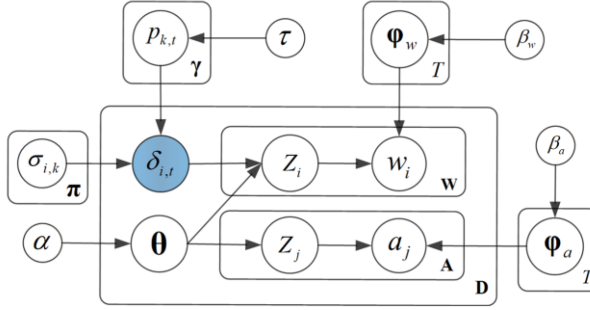 p_{k,t} τ φ_w β_w
γ T
σ_{i,k} δ_{i,t} Z_i w_i β_a
π W
α θ Z_j a_j φ_a
A T
D